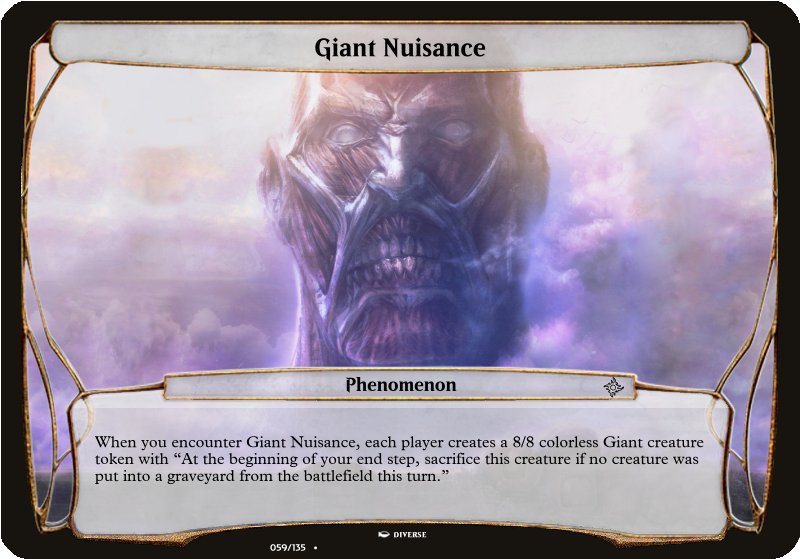 Giant Nuisance
Phenomenon
When you encounter Giant Nuisance, each player creates a 8/8 colorless Giant creature
token with “At the beginning of your end step, sacrifice this creature if no creature was
put into a graveyard from the battlefield this turn.”
DIVERSE
059/135 •